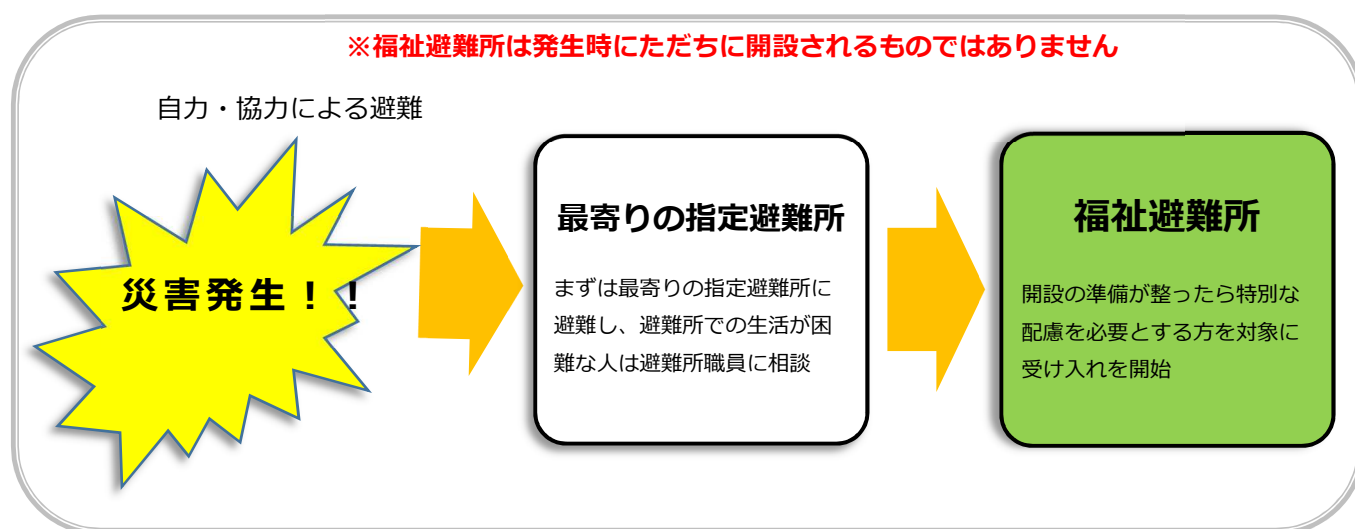 ※福祉避難所は発生時にただちに開設されるものではありません
自力・協力による避難
災害発生！！
最寄りの指定避難所
まずは最寄りの指定避難所に
避難し、避難所での生活が困
難な人は避難所職員に相談
福祉避難所
開設の準備が整ったら特別な
配慮を必要とする方を対象に
受け入れを開始